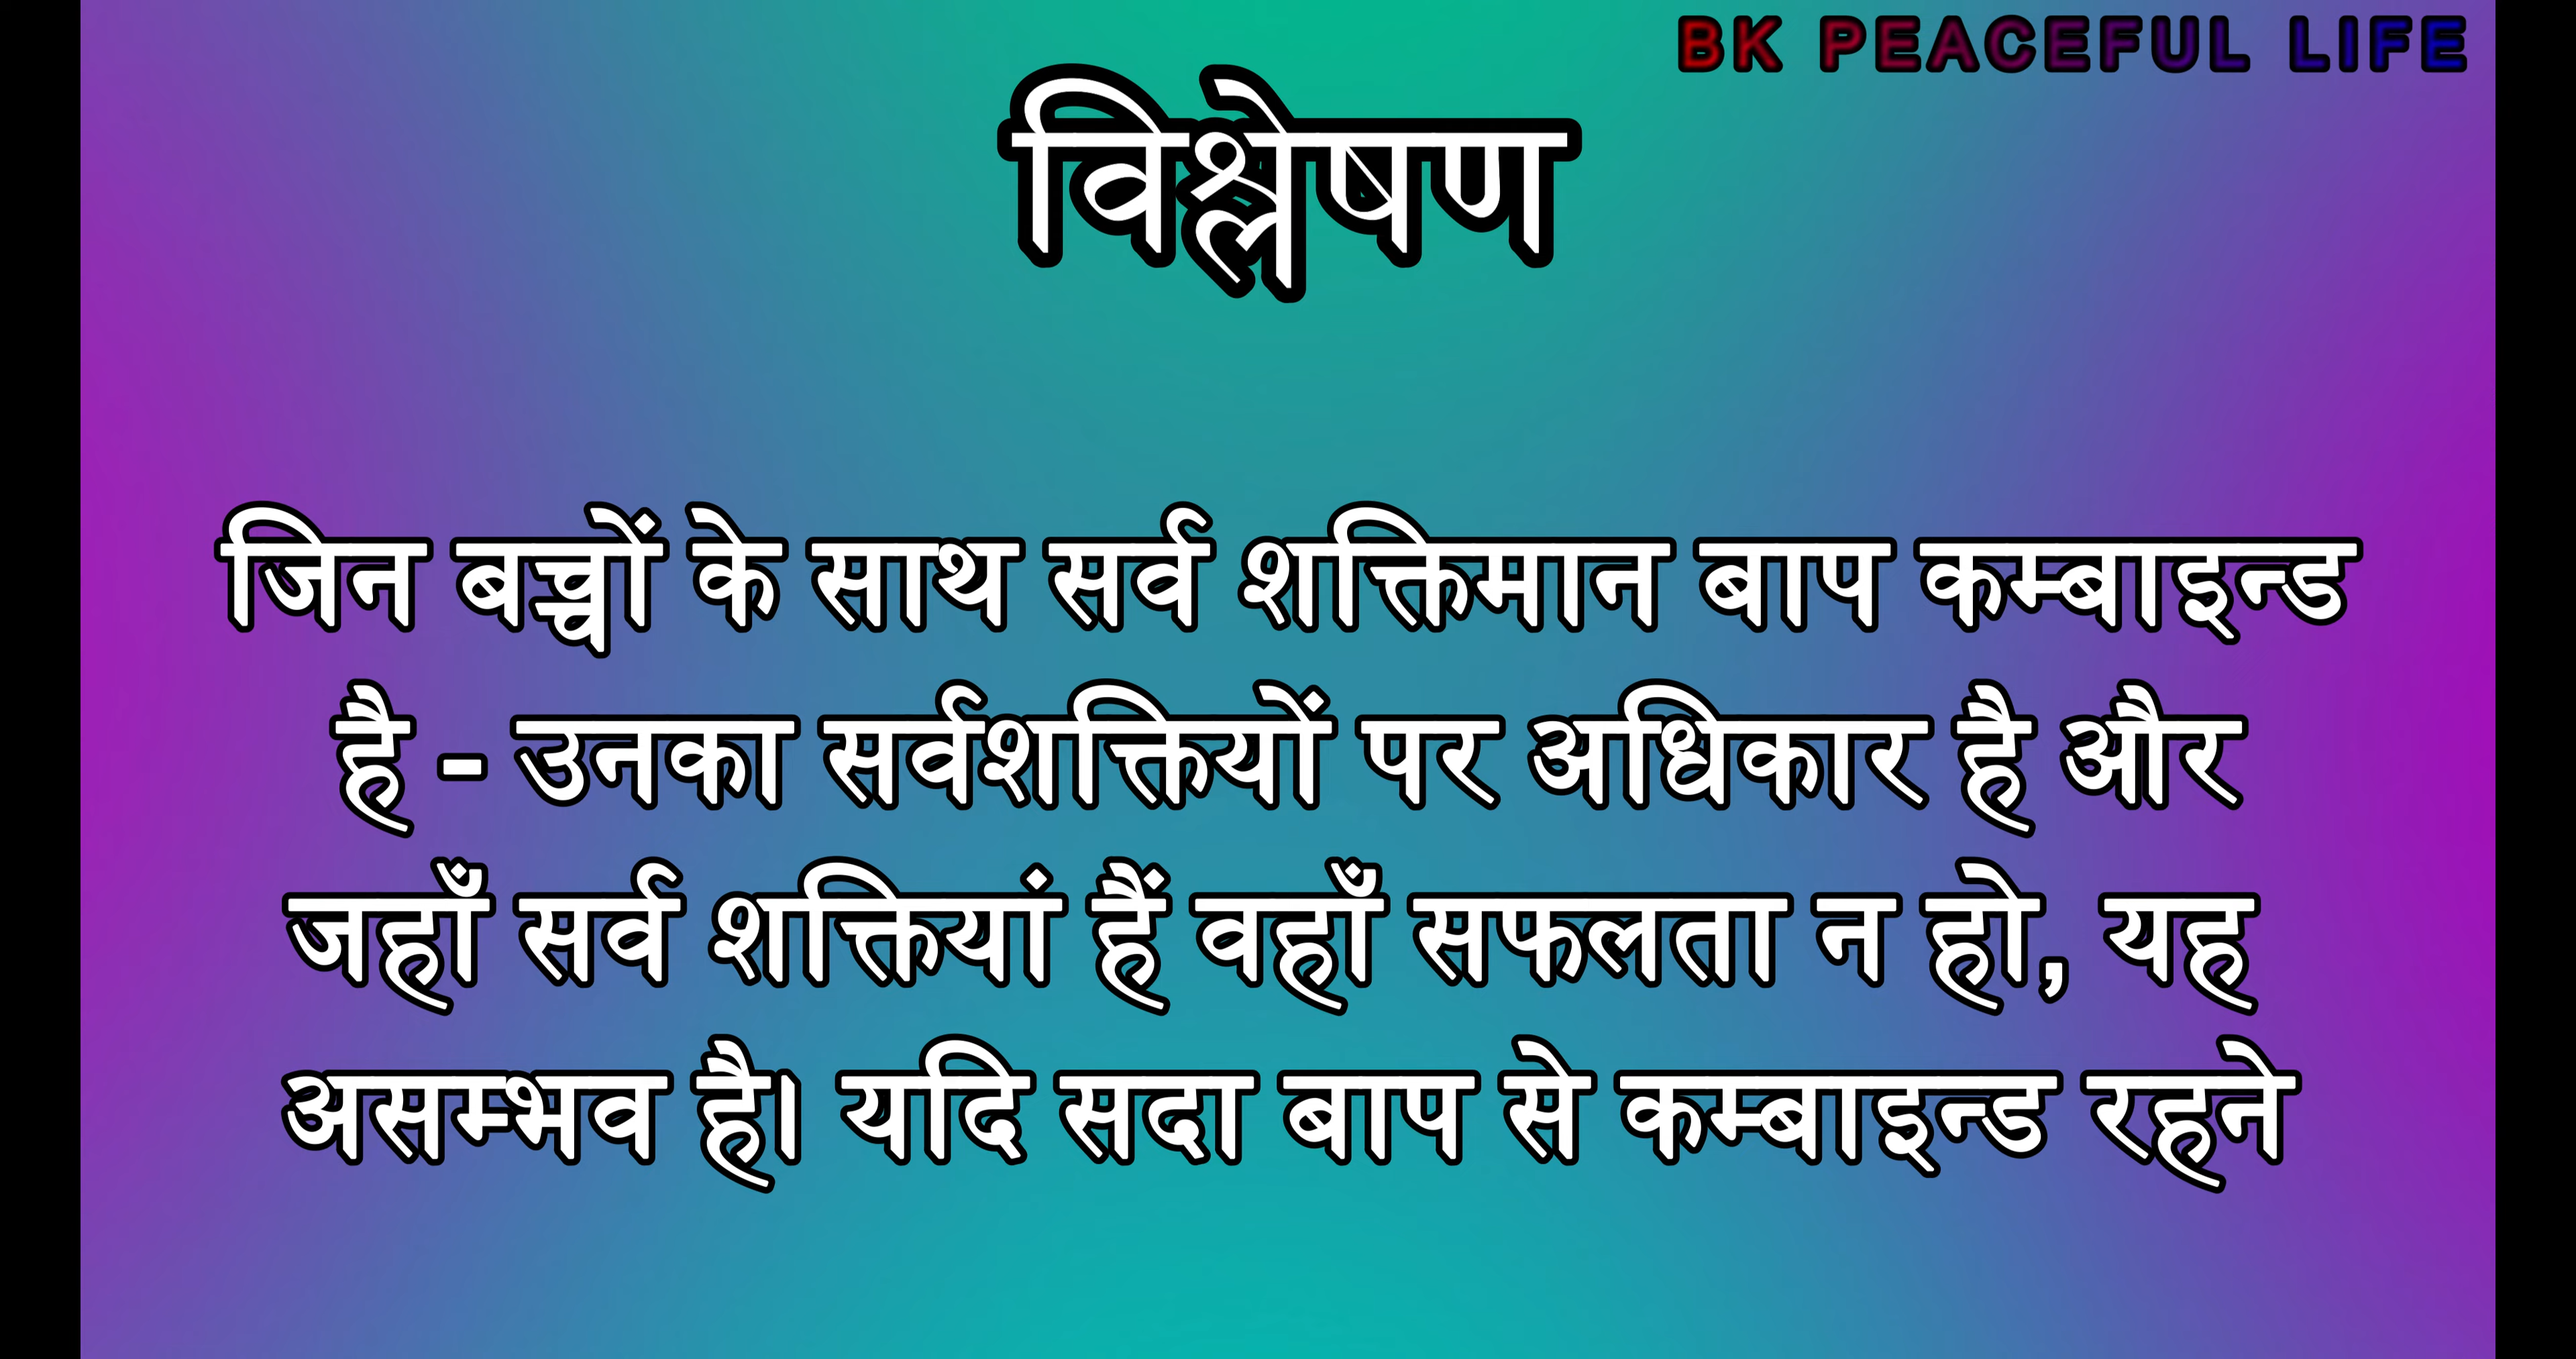 BK PEACEFUL LIFE
विश्लेषण
जिन बच्चों के साथ सर्व शक्तिमान बाप कम्बाइन्ड
है - उनका सर्वशक्तियों पर अधिकार है और
जहाँ सर्व शक्तियां हैं वहाँ सफलता न हो, यह
असम्भव है। यदि सदा बाप से कम्बाइन्ड रहने